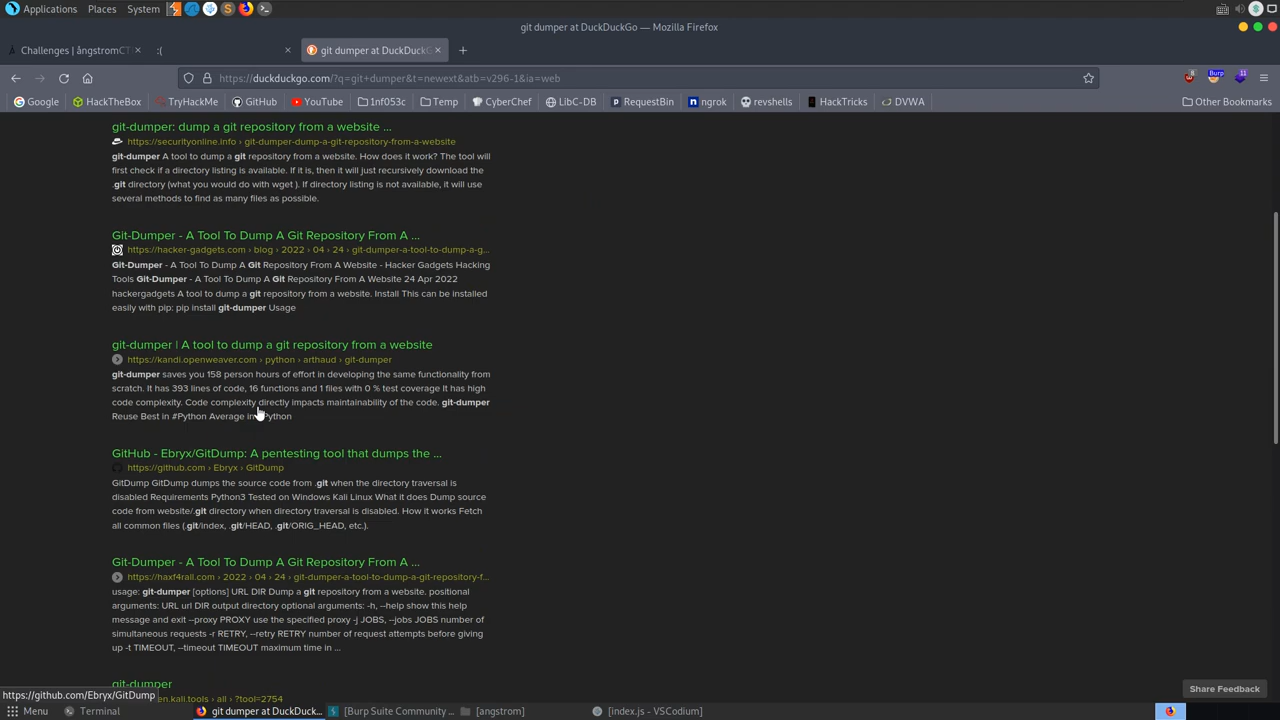 Applications Places System
git dumper at DuckDuckGo — Mozilla Firefox
Challenges | ångstromCT
:(
git dumper at DuckDuckG
https://duckduckgo.com/?q=git+dumper&t=newext&atb=v296-1&ia=web
Burp
11
Google HackTheBox TryHackMe GitHub YouTube 1nf053c Temp CyberChef LibC-DB RequestBin ngrok revshells HackTricks DVWA Other Bookmarks
git-dumper: dump a git repository from a website ...
https://securityonline.info › git-dumper-dump-a-git-repository-from-a-website
git-dumper A tool to dump a git repository from a website. How does it work? The tool will
first check if a directory listing is available. If it is, then it will just recursively download the
.git directory (what you would do with wget ). If directory listing is not available, it will use
several methods to find as many files as possible.
Git-Dumper - A Tool To Dump A Git Repository From A ...
https://hacker-gadgets.com › blog › 2022 › 04 › 24 › git-dumper-a-tool-to-dump-a-g...
Git-Dumper - A Tool To Dump A Git Repository From A Website - Hacker Gadgets Hacking
Tools Git-Dumper - A Tool To Dump A Git Repository From A Website 24 Apr 2022
hackergadgets A tool to dump a git repository from a website. Install This can be installed
easily with pip: pip install git-dumper Usage
git-dumper | A tool to dump a git repository from a website
https://kandi.openweaver.com › python › arthaud › git-dumper
git-dumper saves you 158 person hours of effort in developing the same functionality from
scratch. It has 393 lines of code, 16 functions and 1 files with 0 % test coverage It has high
code complexity. Code complexity directly impacts maintainability of the code. git-dumper
Reuse Best in #Python Average in Python
GitHub - Ebryx/GitDump: A pentesting tool that dumps the ...
https://github.com › Ebryx › GitDump
GitDump GitDump dumps the source code from .git when the directory traversal is
disabled Requirements Python3 Tested on Windows Kali Linux What it does Dump source
code from website/.git directory when directory traversal is disabled. How it works Fetch
all common files (.git/index, .git/HEAD, .git/ORIG_HEAD, etc.).
Git-Dumper - A Tool To Dump A Git Repository From A ...
https://haxf4rall.com › 2022 › 04 › 24 › git-dumper-a-tool-to-dump-a-git-repository-f...
usage: git-dumper [options] URL DIR Dump a git repository from a website. positional
arguments: URL url DIR output directory optional arguments: -h, --help show this help
message and exit --proxy PROXY use the specified proxy -j JOBS, --jobs JOBS number of
simultaneous requests -r RETRY, --retry RETRY number of request attempts before giving
up -t TIMEOUT, --timeout TIMEOUT maximum time in ...
git-dumper
en.kali.tools › all › ?tool=2754
https://github.com/Ebryx/GitDump
Share Feedback
Menu Terminal git dumper at DuckDuck... [Burp Suite Community ... [angstrom] [index.js - VSCodium]